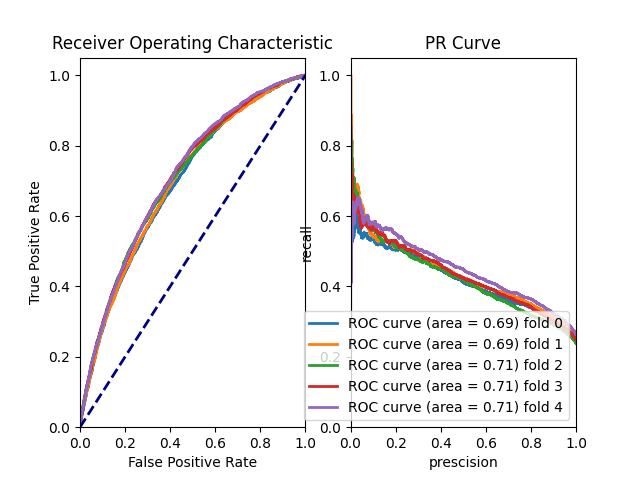 Receiver Operating Characteristic
True Positive Rate
1.0
0.8
0.6
0.4
0.2
0.0
0.0 0.2 0.4 0.6 0.8 1.0
False Positive Rate
PR Curve
recall
1.0
0.8
0.6
0.4
0.2
0.0
ROC curve (area = 0.69) fold 0
ROC curve (area = 0.69) fold 1
ROC curve (area = 0.71) fold 2
ROC curve (area = 0.71) fold 3
ROC curve (area = 0.71) fold 4
0.0 0.2 0.4 0.6 0.8 1.0
prescision